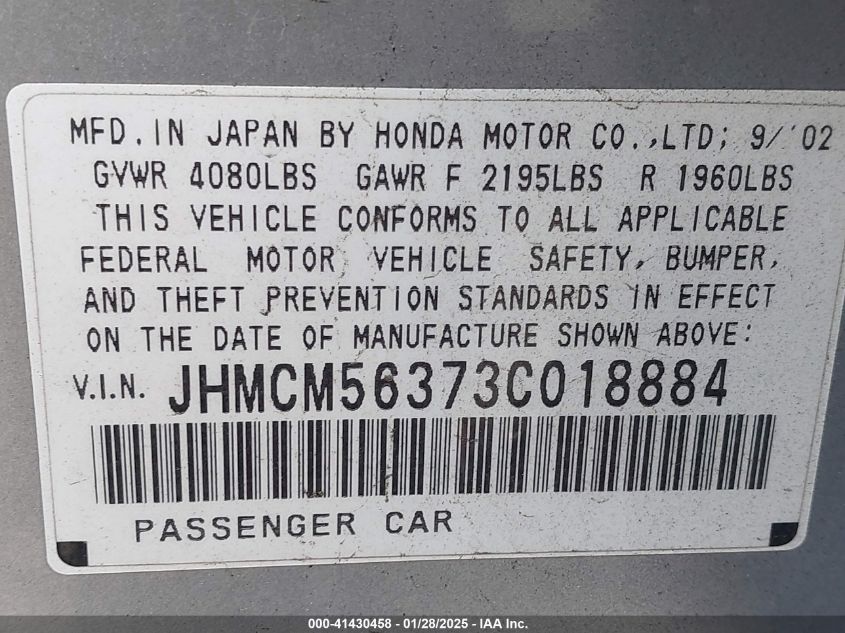 MFD.IN JAPAN BY HONDA MOTOR CO.,LTD; 9/'02
GVWR 4080LBS GAWR F 2195LBS R 1960LBS
THIS VEHICLE CONFORMS TO ALL APPLICABLE
FEDERAL MOTOR VEHICLE SAFETY, BUMPER,
AND THEFT PREVENTION STANDARDS IN EFFECT
ON THE DATE OF MANUFACTURE SHOWN ABOVE:
V.I.N. JHMCM56373C018884
PASSENGER CAR
000-41430458 - 01/28/2025 - IAA Inc.